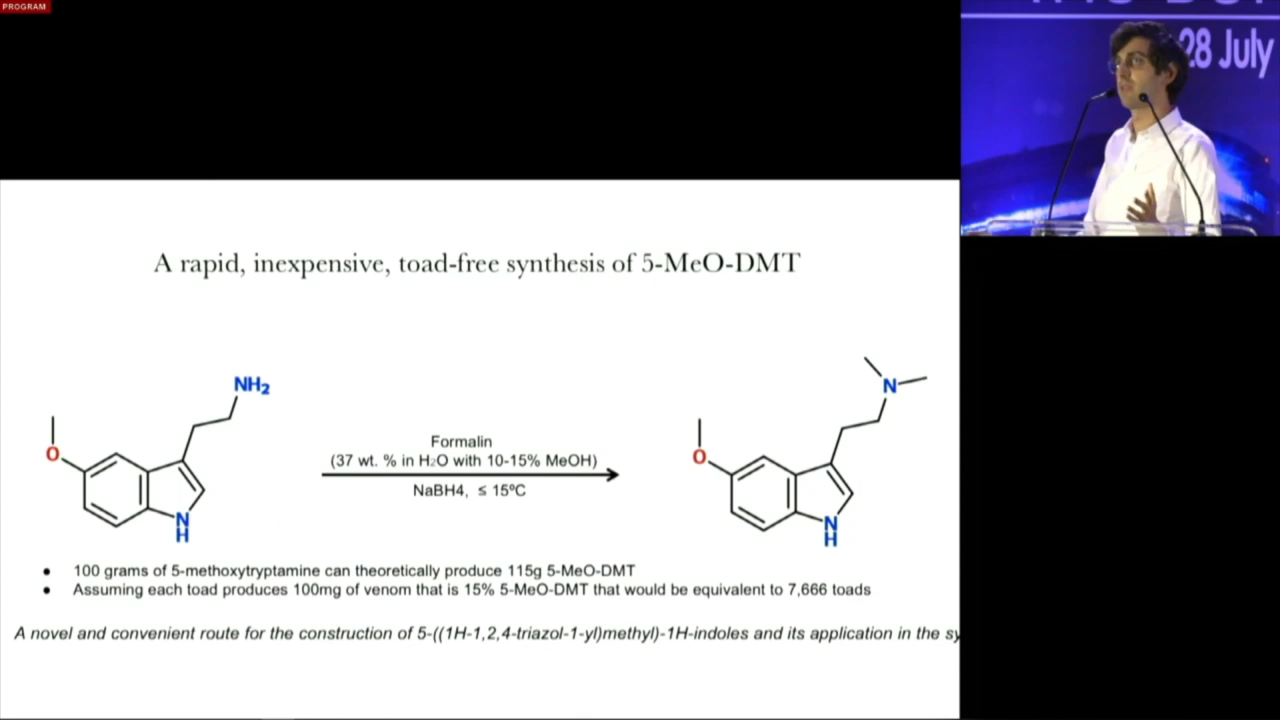 PROGRAM
28 July
A rapid, inexpensive, toad-free synthesis of 5-MeO-DMT
NH₂
O
N
H
Formalin
(37 wt. % in H₂O with 10-15% MeOH)
NaBH4, ≤ 15ºC
N
O
N
H
• 100 grams of 5-methoxytryptamine can theoretically produce 115g 5-MeO-DMT
• Assuming each toad produces 100mg of venom that is 15% 5-MeO-DMT that would be equivalent to 7,666 toads
A novel and convenient route for the construction of 5-((1H-1,2,4-triazol-1-yl)methyl)-1H-indoles and its application in the sy